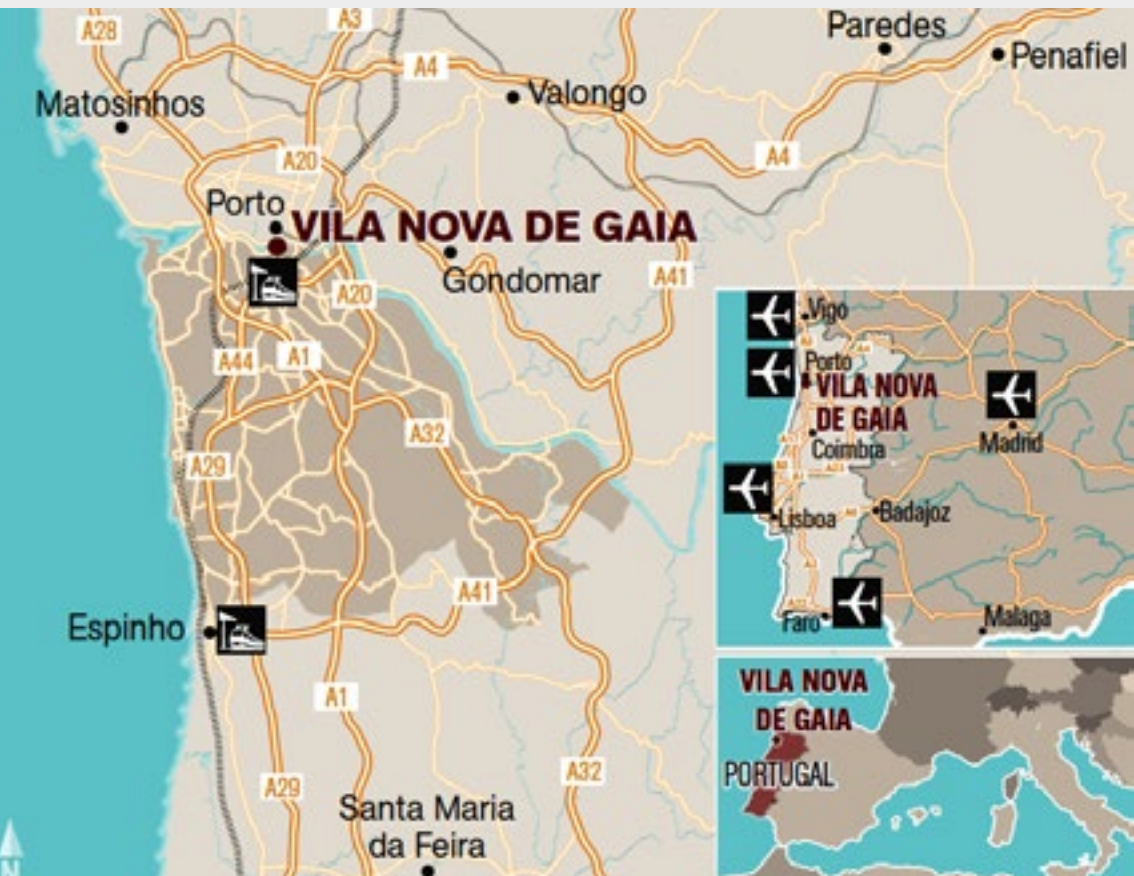 A28
A3
Paredes
Penafiel
A4
Valongo
Matosinhos
A20
A4
Porto
VILA NOVA DE GAIA
Gondomar
A41
A20
A44
A1
A32
A29
A41
Espinho
A1
A29
A32
Santa Maria
da Feira
N
Vigo
Porto
VILA NOVA
DE GAIA
Coimbra
Madrid
Lisboa
Badajoz
Faro
Malaga
VILA NOVA
DE GAIA
PORTUGAL